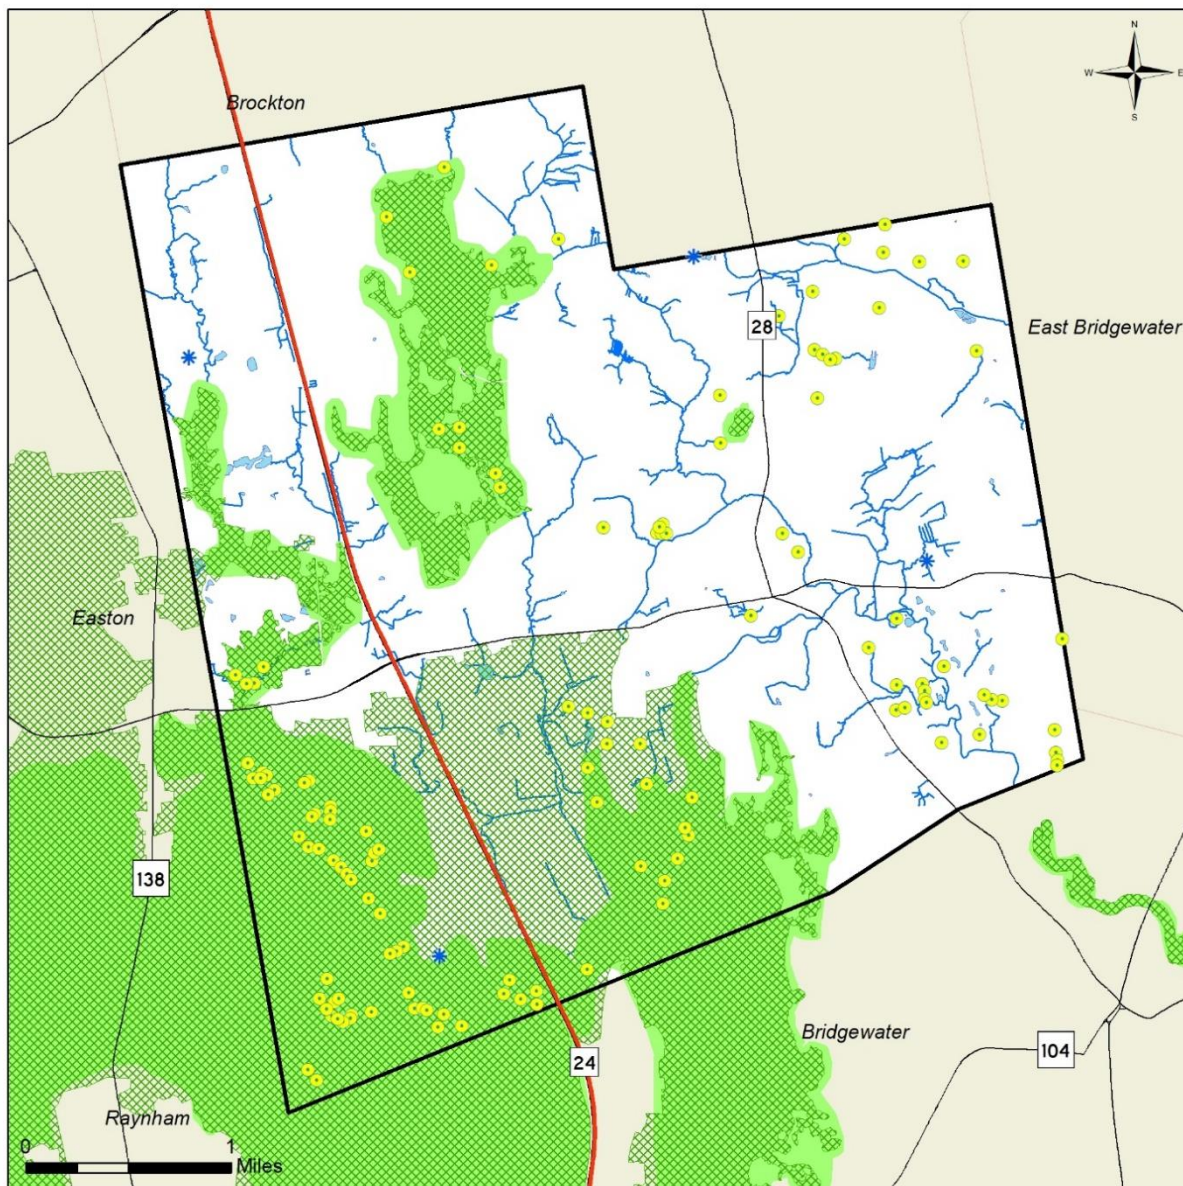 N
W
E
S
Brockton
28
East Bridgewater
Easton
138
Bridgewater
104
24
Raynham
0
1
Miles